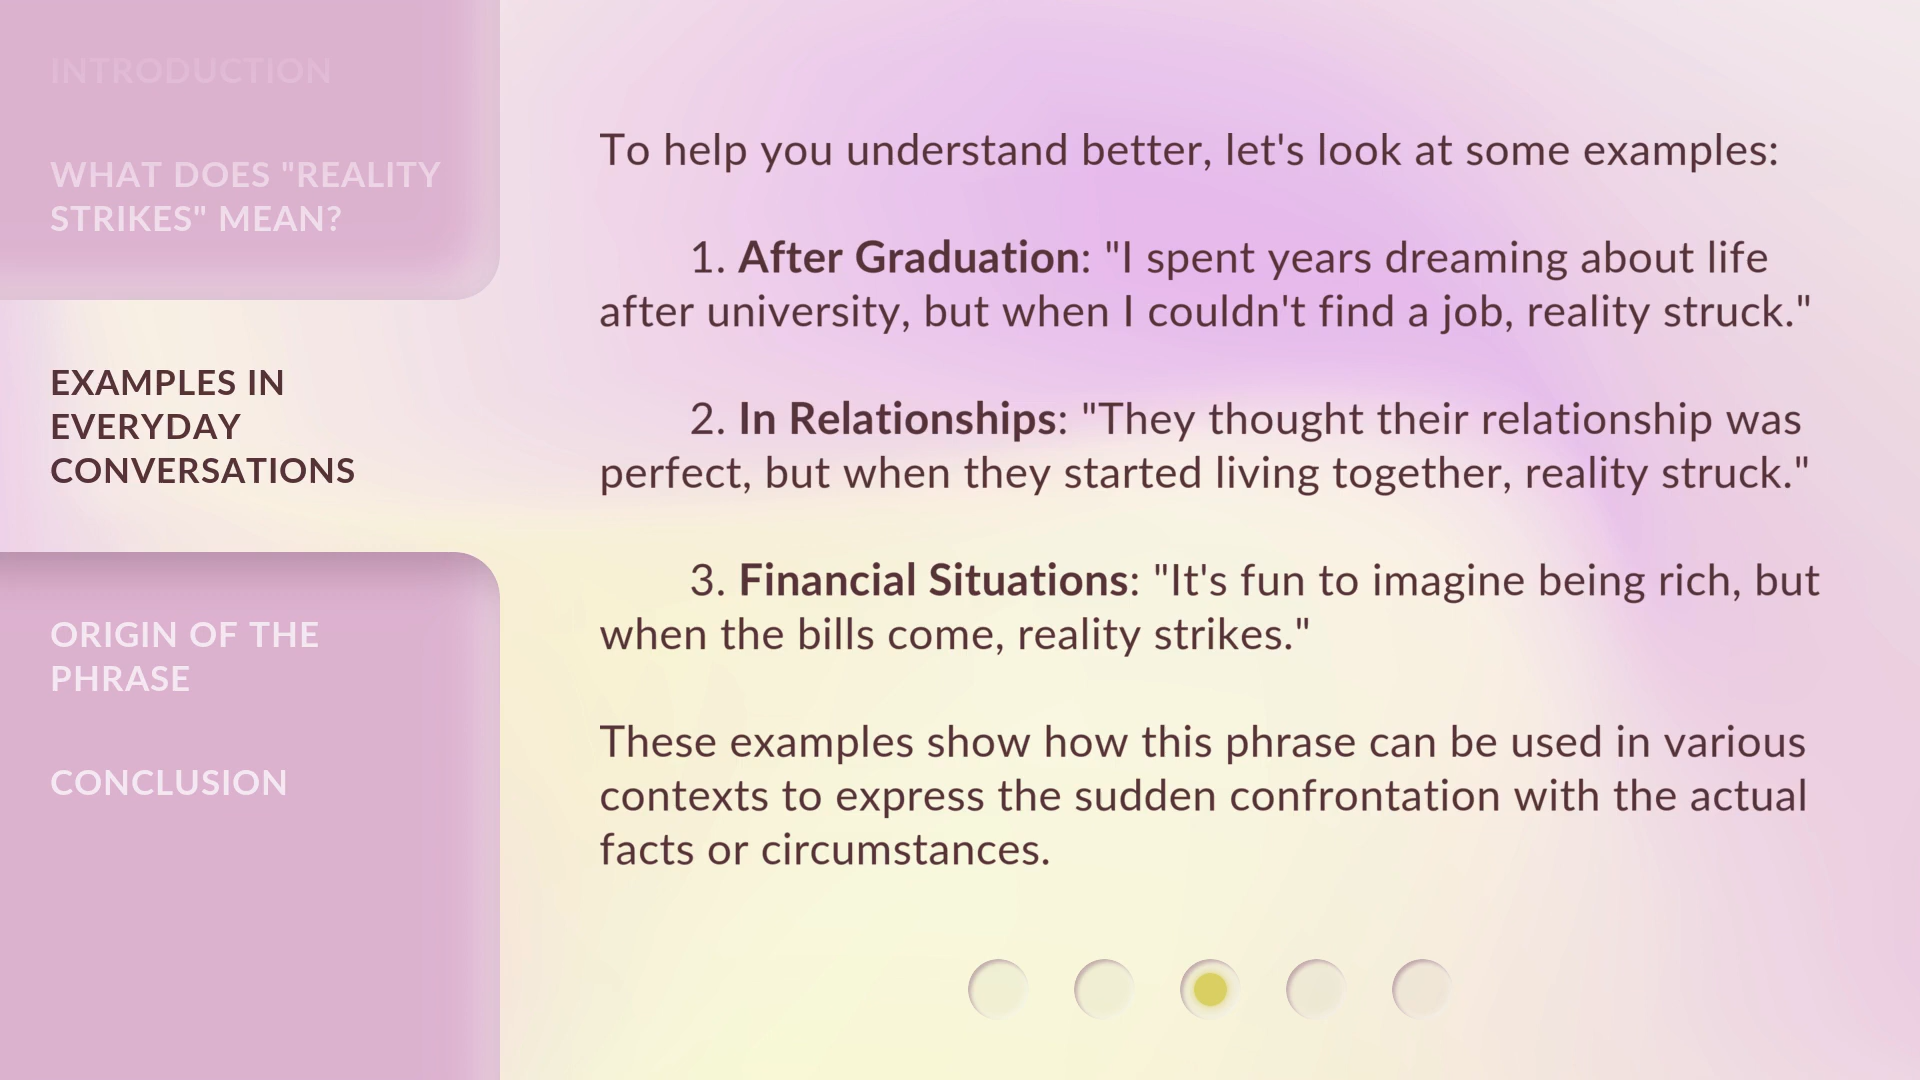 INTRODUCTION
WHAT DOES "REALITY
STRIKES" MEAN?
EXAMPLES IN
EVERYDAY
CONVERSATIONS
ORIGIN OF THE
PHRASE
CONCLUSION
To help you understand better, let's look at some examples:
1. After Graduation: "I spent years dreaming about life
after university, but when I couldn't find a job, reality struck."
2. In Relationships: "They thought their relationship was
perfect, but when they started living together, reality struck."
3. Financial Situations: "It's fun to imagine being rich, but
when the bills come, reality strikes."
These examples show how this phrase can be used in various
contexts to express the sudden confrontation with the actual
facts or circumstances.